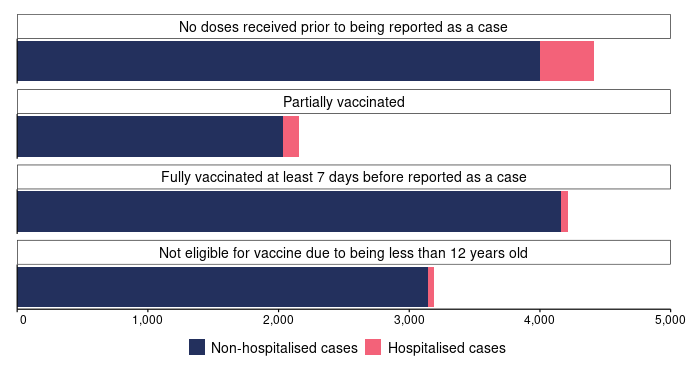 No doses received prior to being reported as a case
Partially vaccinated
Fully vaccinated at least 7 days before reported as a case
Not eligible for vaccine due to being less than 12 years old
0 1,000 2,000 3,000 4,000 5,000
Non-hospitalised cases Hospitalised cases